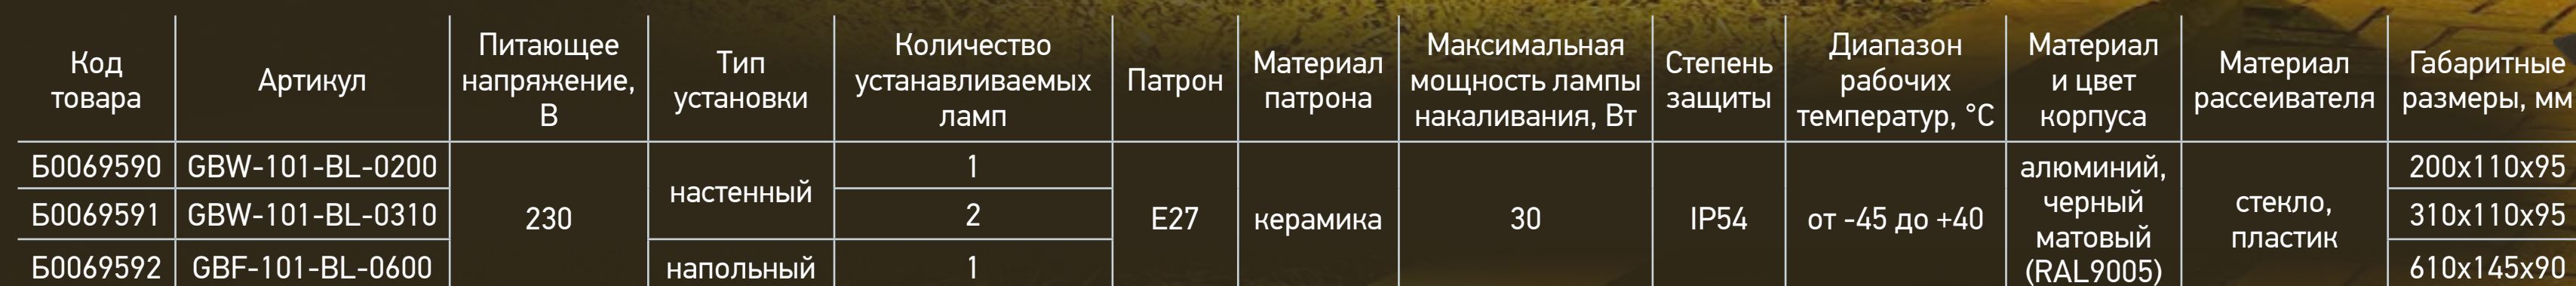 Код товара
Артикул
Питающее напряжение, В
Тип установки
Количество устанавливаемых ламп
Патрон
Материал патрона
Максимальная мощность лампы накаливания, Вт
Степень защиты
Диапазон рабочих температур, °С
Материал и цвет корпуса
Материал рассеивателя
Габаритные размеры, мм
Б0069590
GBW-101-BL-0200
230
настенный
1
E27
керамика
30
IP54
от -45 до +40
алюминий, черный матовый (RAL9005)
стекло, пластик
200х110х95
Б0069591
GBW-101-BL-0310
2
310х110х95
Б0069592
GBF-101-BL-0600
напольный
1
610х145х90